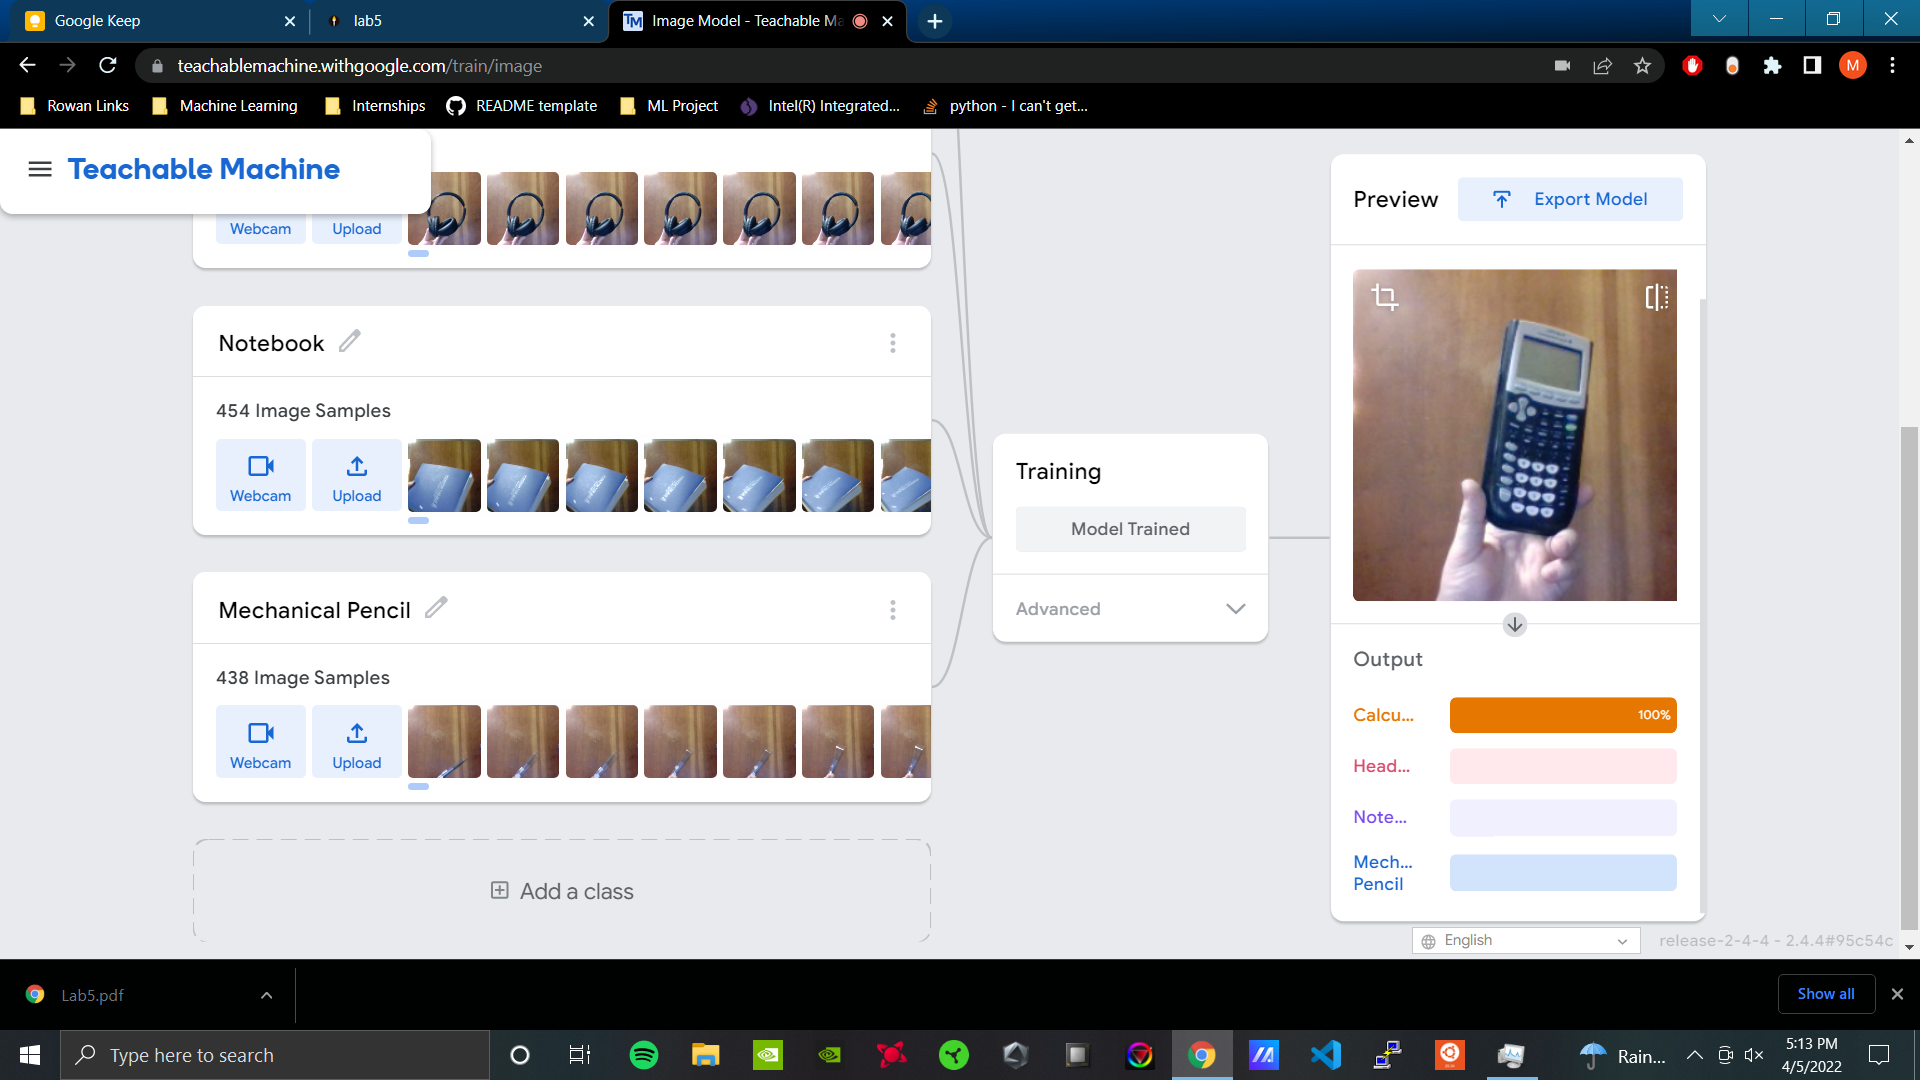 Google Keep
lab5
Image Model - Teachable Ma
teachablemachine.withgoogle.com/train/image
M
Rowan Links
Machine Learning
Internships
README template
ML Project
Intel(R) Integrated...
python - I can't get...
Teachable Machine
Webcam
Upload
Notebook
454 Image Samples
Webcam
Upload
Mechanical Pencil
438 Image Samples
Webcam
Upload
Add a class
Training
Model Trained
Advanced
Preview
Export Model
Output
Calcu...
100%
Head...
Note...
Mech...
Pencil
English
release-2-4-4 - 2.4.4#95c54c
Lab5.pdf
Show all
Type here to search
Rain...
5:13 PM
4/5/2022